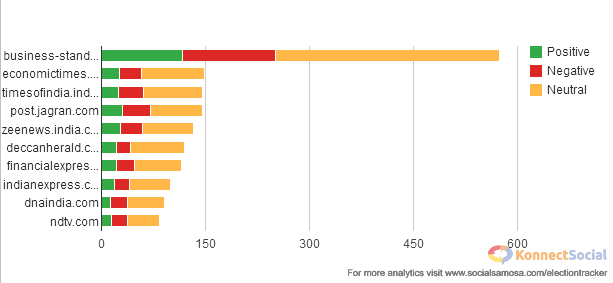 business-stand...
economictimes....
timesofindia.ind...
post.jagran.com
zeenews.india.c...
deccanherald.c...
financialexpres...
indianexpress.c...
dnaindia.com
ndtv.com
0 150 300 450 600
Positive
Negative
Neutral
KonnectSocial
For more analytics visit www.socialsamosa.com/electiontracker